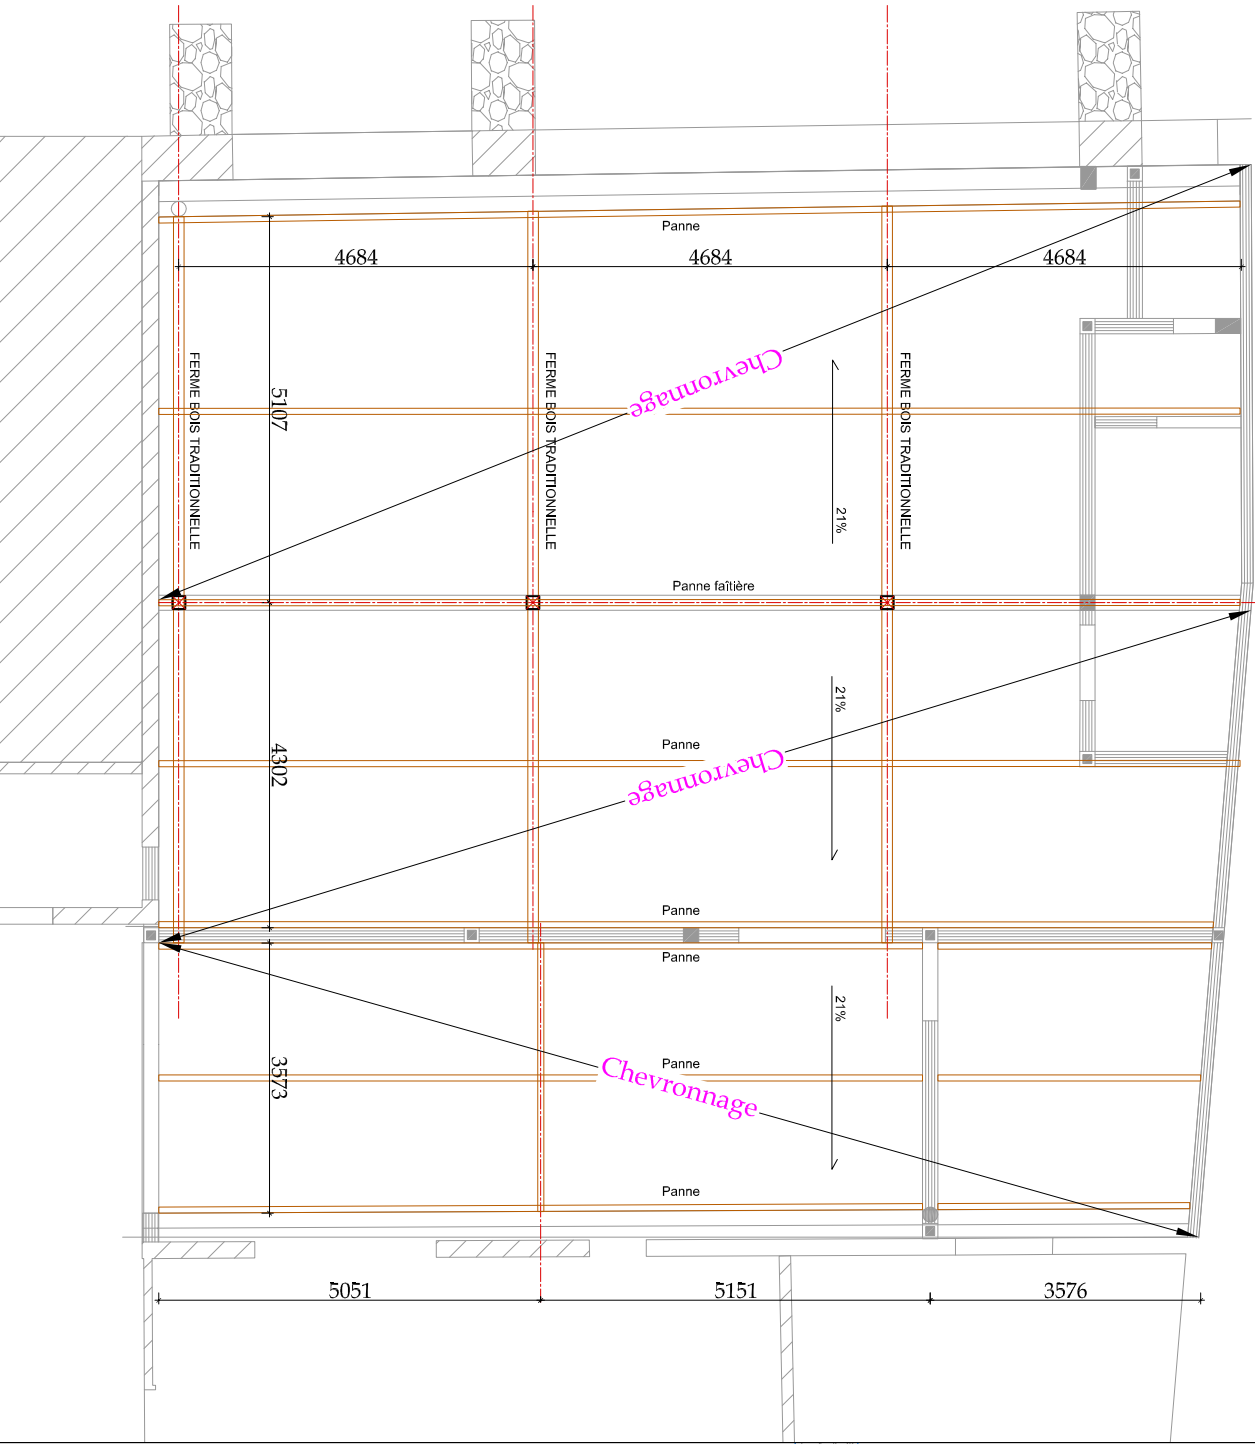 Panne
4684
4684
4684
FERME BOIS TRADITIONNELLE
FERME BOIS TRADITIONNELLE
FERME BOIS TRADITIONNELLE
Chevronnage
5107
21%
Panne faîtière
21%
Panne
4302
Chevronnage
Panne
Panne
21%
Panne
3573
Chevronnage
Panne
5051
5151
3576